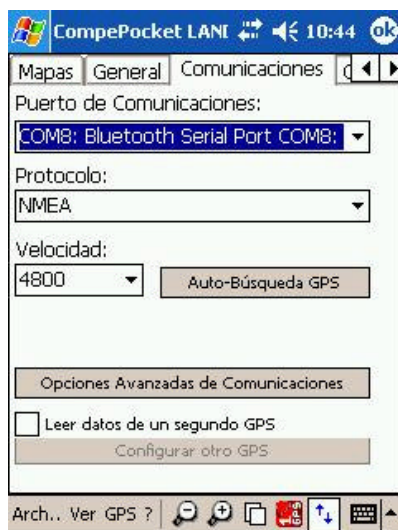 CompePocket LANI 10:44 ok
Mapas General Comunicaciones
Puerto de Comunicaciones:
COM8: Bluetooth Serial Port COM8:
Protocolo:
NMEA
Velocidad:
4800 Auto-Búsqueda GPS
Opciones Avanzadas de Comunicaciones
Leer datos de un segundo GPS
Configurar otro GPS
Arch.. Ver GPS ?